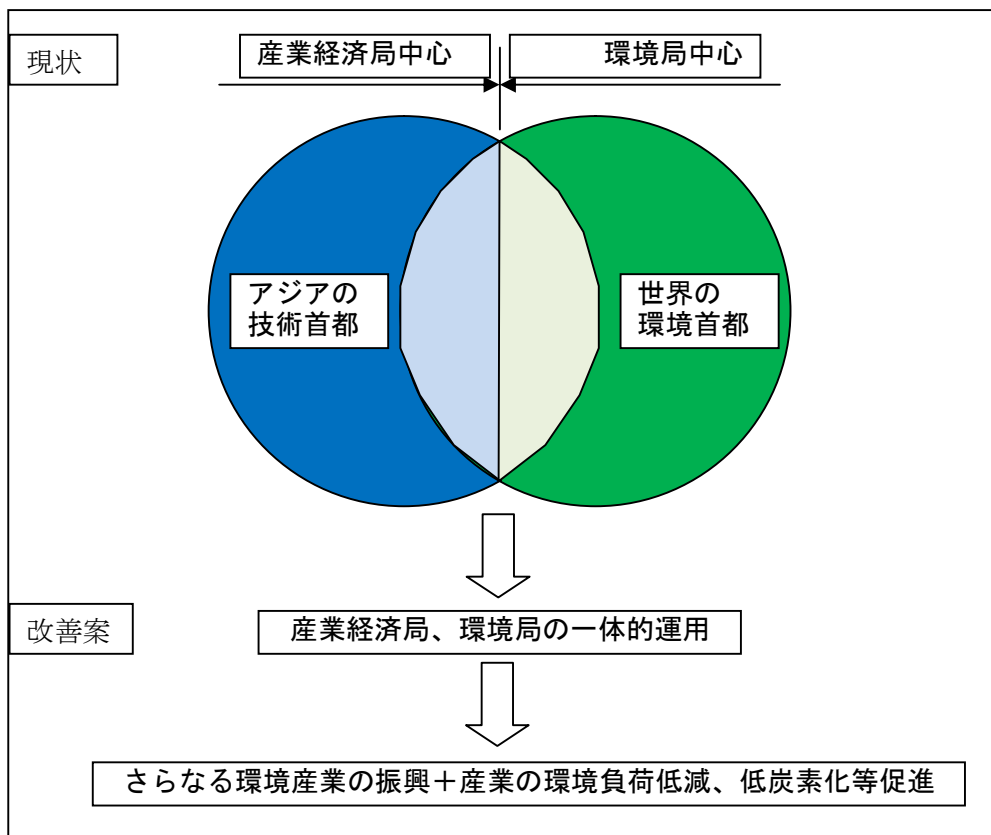 現状
産業経済局中心
環境局中心
アジアの
技術首都
世界の
環境首都
改善案
産業経済局、環境局の一体的運用
さらなる環境産業の振興＋産業の環境負荷低減、低炭素化等促進